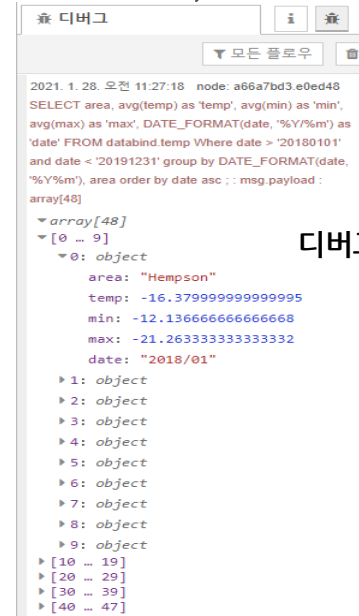 디버그
i
모든 플로우
2021. 1. 28. 오전 11:27:18 node: a66a7bd3.e0ed48
SELECT area, avg(temp) as 'temp', avg(min) as 'min',
avg(max) as 'max', DATE_FORMAT(date, '%Y/%m') as
'date' FROM databind.temp Where date > '20180101'
and date < '20191231' group by DATE_FORMAT(date,
'%Y%m'), area order by date asc ; : msg.payload :
array[48]
array[48]
[0 … 9]
디버그
0: object
area: "Hempson"
temp: -16.379999999999995
min: -12.136666666666668
max: -21.263333333333332
date: "2018/01"
1: object
2: object
3: object
4: object
5: object
6: object
7: object
8: object
9: object
[10 … 19]
[20 … 29]
[30 … 39]
[40 … 47]